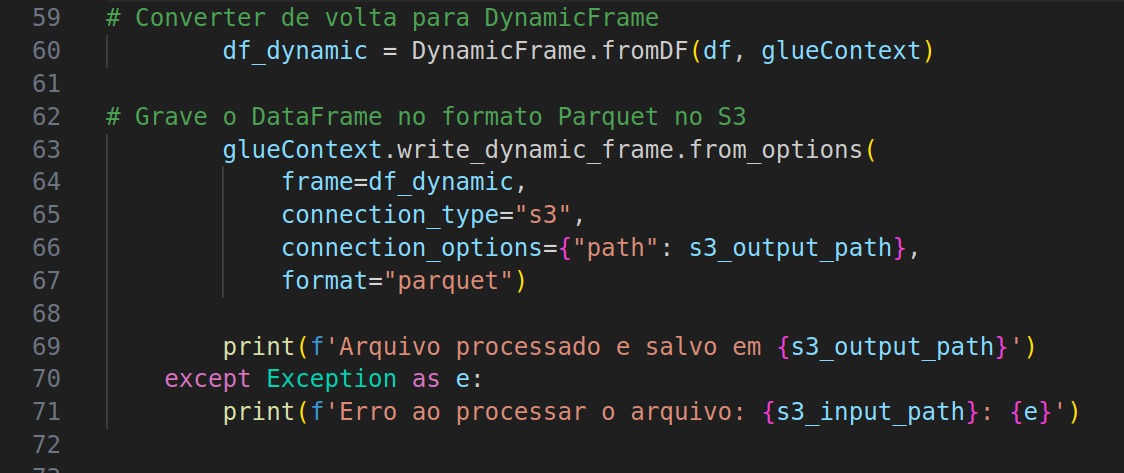 59 # Converter de volta para DynamicFrame
60         df_dynamic = DynamicFrame.fromDF(df, glueContext)
61
62 # Grave o DataFrame no formato Parquet no S3
63         glueContext.write_dynamic_frame.from_options(
64             frame=df_dynamic,
65             connection_type="s3",
66             connection_options={"path": s3_output_path},
67             format="parquet")
68
69         print(f'Arquivo processado e salvo em {s3_output_path}')
70     except Exception as e:
71         print(f'Erro ao processar o arquivo: {s3_input_path}: {e}')
72